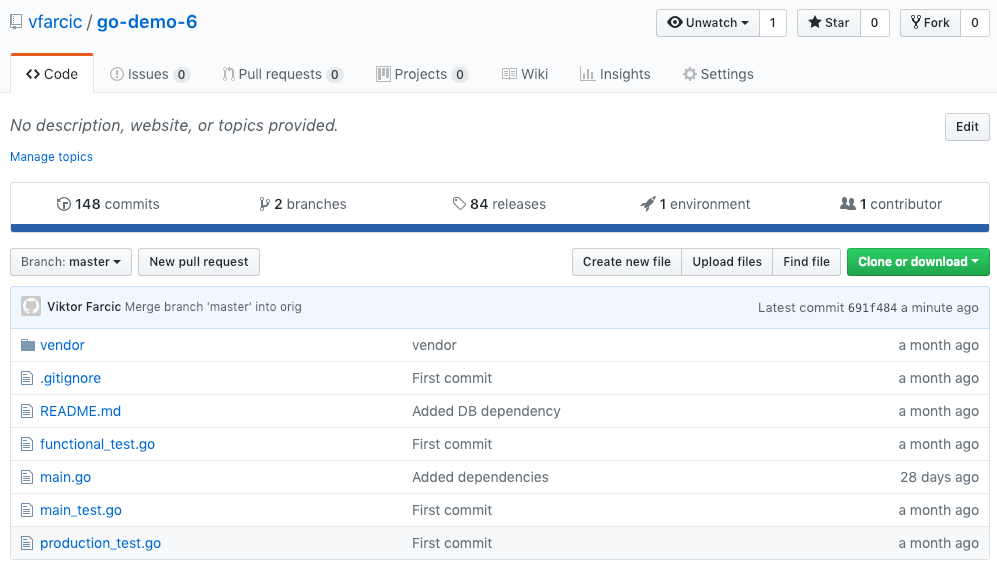 vfarcic / go-demo-6 Unwatch 1 Star 0 Fork 0
Code Issues 0 Pull requests 0 Projects 0 Wiki Insights Settings
No description, website, or topics provided. Edit
Manage topics
148 commits 2 branches 84 releases 1 environment 1 contributor
Branch: master New pull request Create new file Upload files Find file Clone or download
Viktor Farcic Merge branch 'master' into orig Latest commit 691f484 a minute ago
vendor vendor a month ago
.gitignore First commit a month ago
README.md Added DB dependency a month ago
functional_test.go First commit a month ago
main.go Added dependencies 28 days ago
main_test.go First commit a month ago
production_test.go First commit a month ago